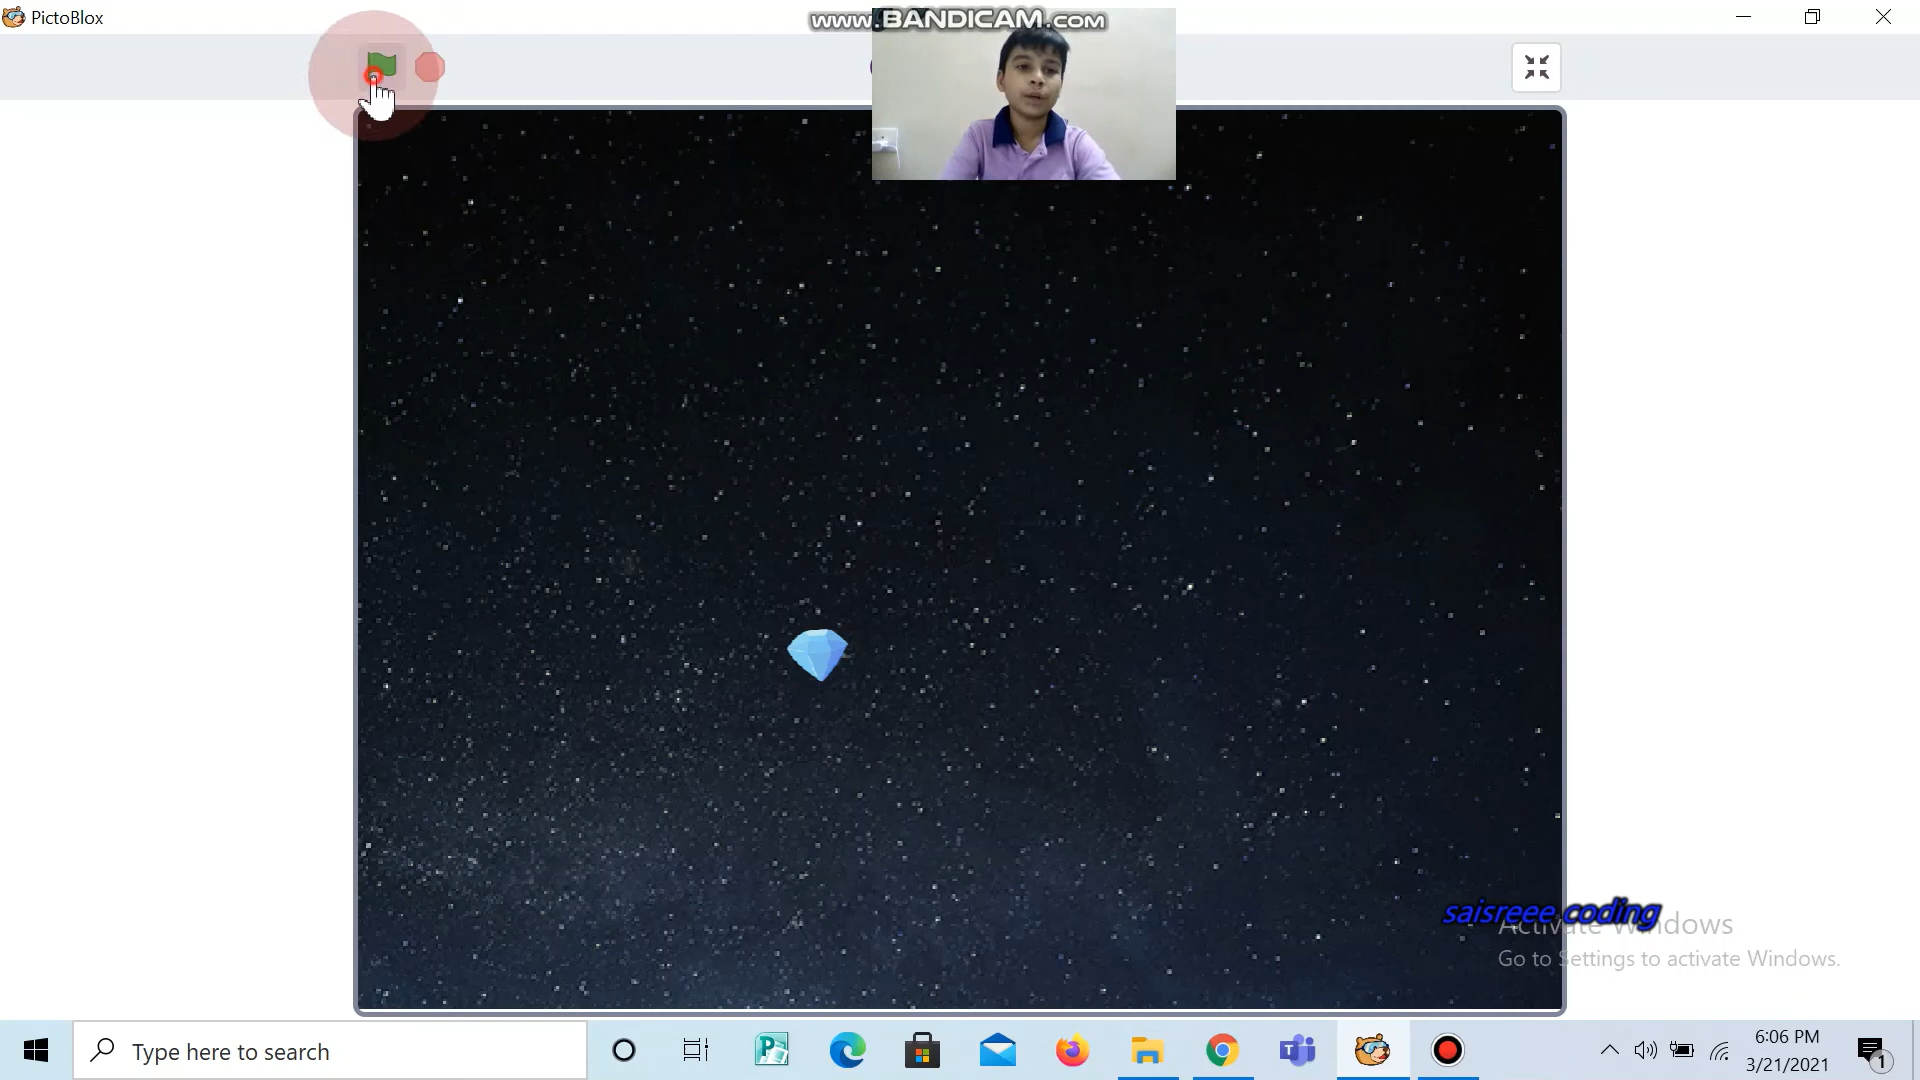 PictoBlox
www.BANDICAM.com
saisreee coding
Activate Windows
Go to Settings to activate Windows.
Type here to search
6:06 PM
3/21/2021
1